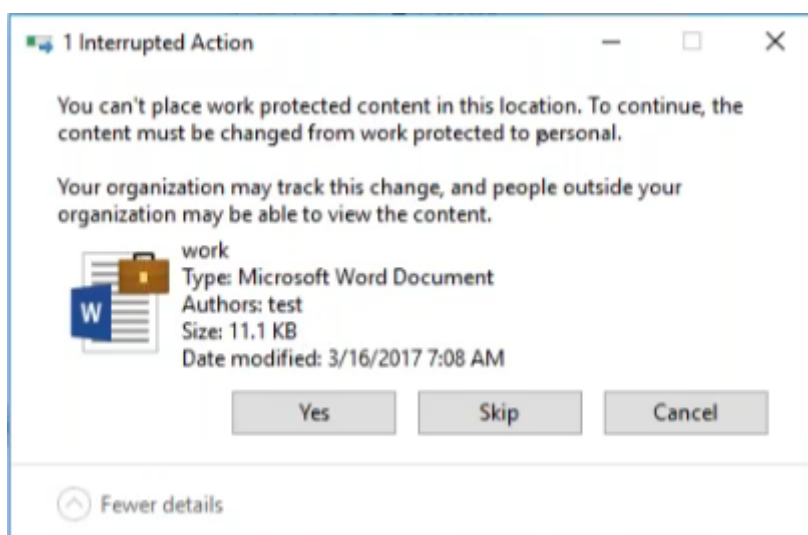 1 Interrupted Action
You can't place work protected content in this location. To continue, the
content must be changed from work protected to personal.
Your organization may track this change, and people outside your
organization may be able to view the content.
work
Type: Microsoft Word Document
W
Authors: test
Size: 11.1 KB
Date modified: 3/16/2017 7:08 AM
Yes
Skip
Cancel
Fewer details